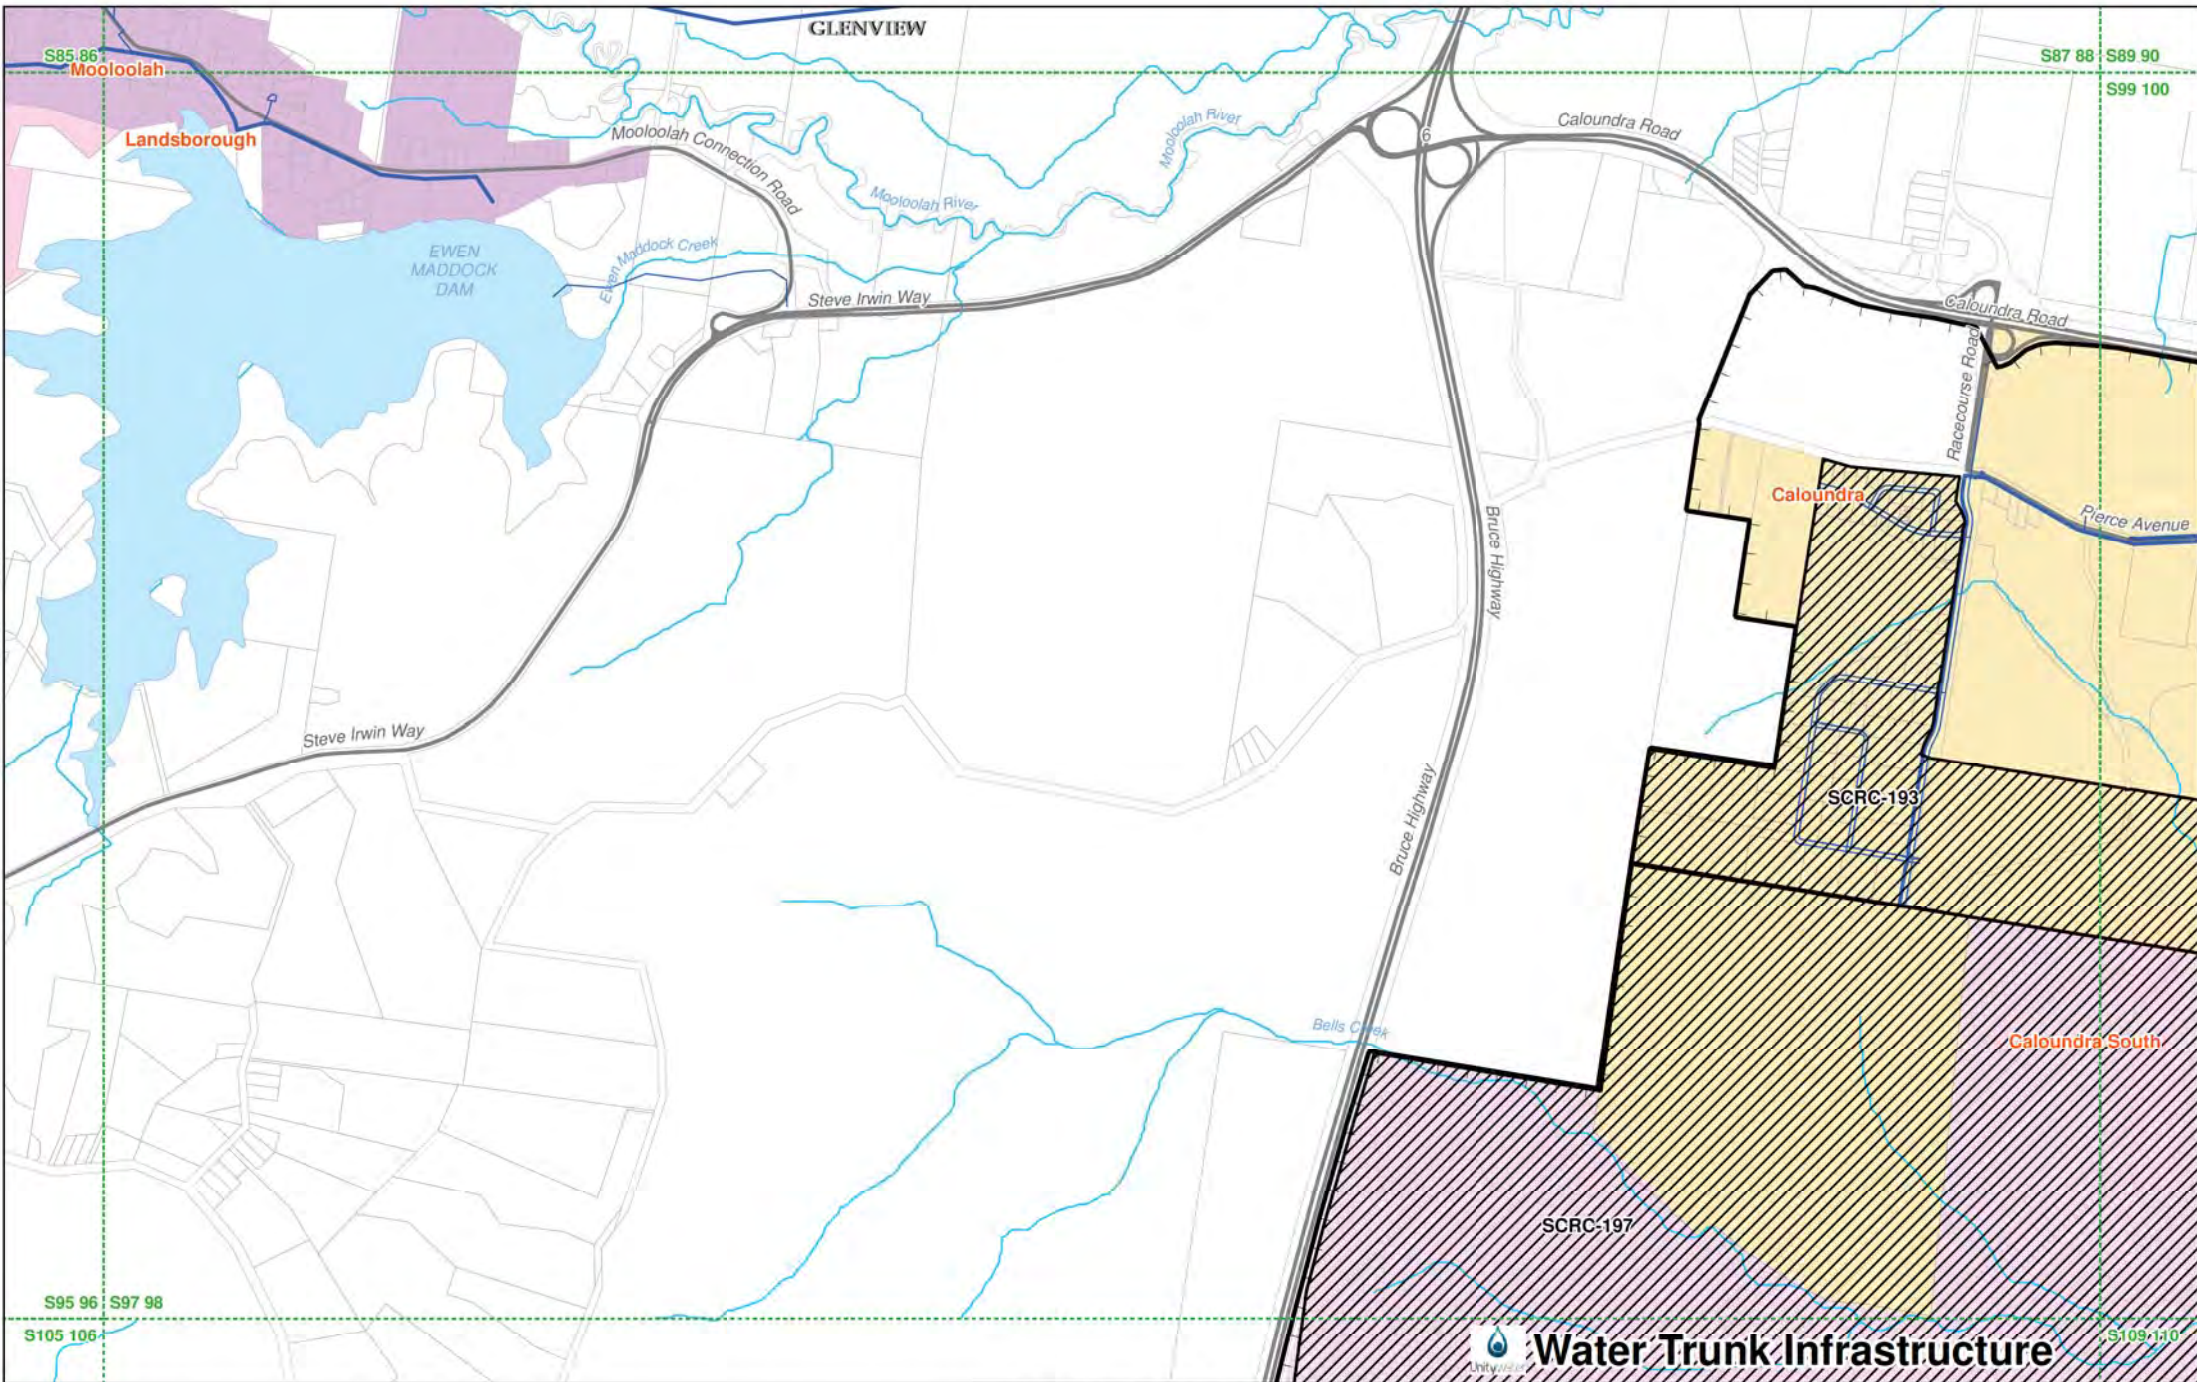 GLENVIEW
S85 86
Mooloolah
S87 88
S89 90
S99 100
Landsborough
Mooloolah Connection Road
Mooloolah River
6
Caloundra Road
Mooloolah River
EWEN
MADDOCK
DAM
Ewen Maddock Creek
Steve Irwin Way
Caloundra Road
Racecourse Road
Caloundra
Pierce Avenue
Bruce Highway
Steve Irwin Way
SCRC-193
Bruce Highway
Bells Creek
Caloundra South
SCRC-197
S95 96
S97 98
S105 106
S109 110
Unitywater
Water Trunk Infrastructure